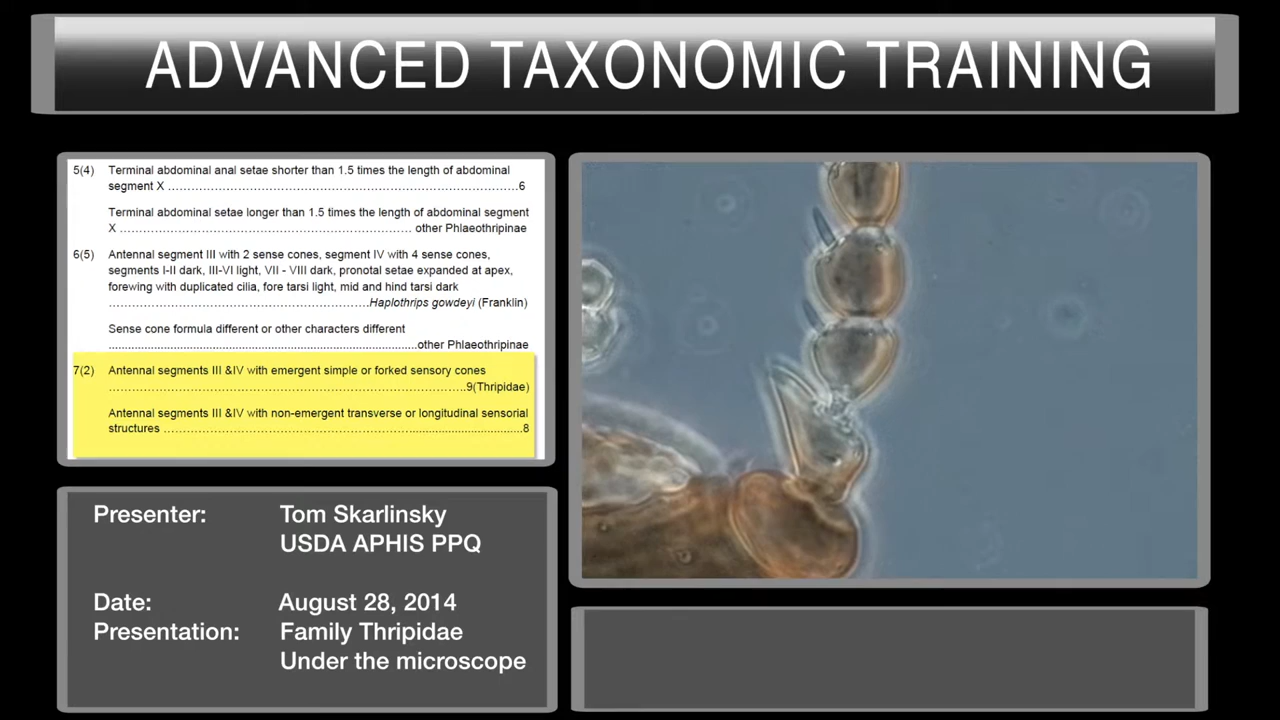 ADVANCED TAXONOMIC TRAINING
5(4) Terminal abdominal anal setae shorter than 1.5 times the length of abdominal
segment X ................................................................................................6
Terminal abdominal setae longer than 1.5 times the length of abdominal segment
X ........................................................................... other Phlaeothripinae
6(5) Antennal segment III with 2 sense cones, segment IV with 4 sense cones,
segments I-II dark, III-VI light, VII - VIII dark, pronotal setae expanded at apex,
forewing with duplicated cilia, fore tarsi light, mid and hind tarsi dark
....................................................................Haplothrips gowdeyi (Franklin)
Sense cone formula different or other characters different
..................................................................................other Phlaeothripinae
7(2) Antennal segments III &IV with emergent simple or forked sensory cones
.........................................................................................9(Thripidae)
Antennal segments III &IV with non-emergent transverse or longitudinal sensorial
structures .................................................................................................8
Presenter: Tom Skarlinsky
USDA APHIS PPQ
Date: August 28, 2014
Presentation: Family Thripidae
Under the microscope